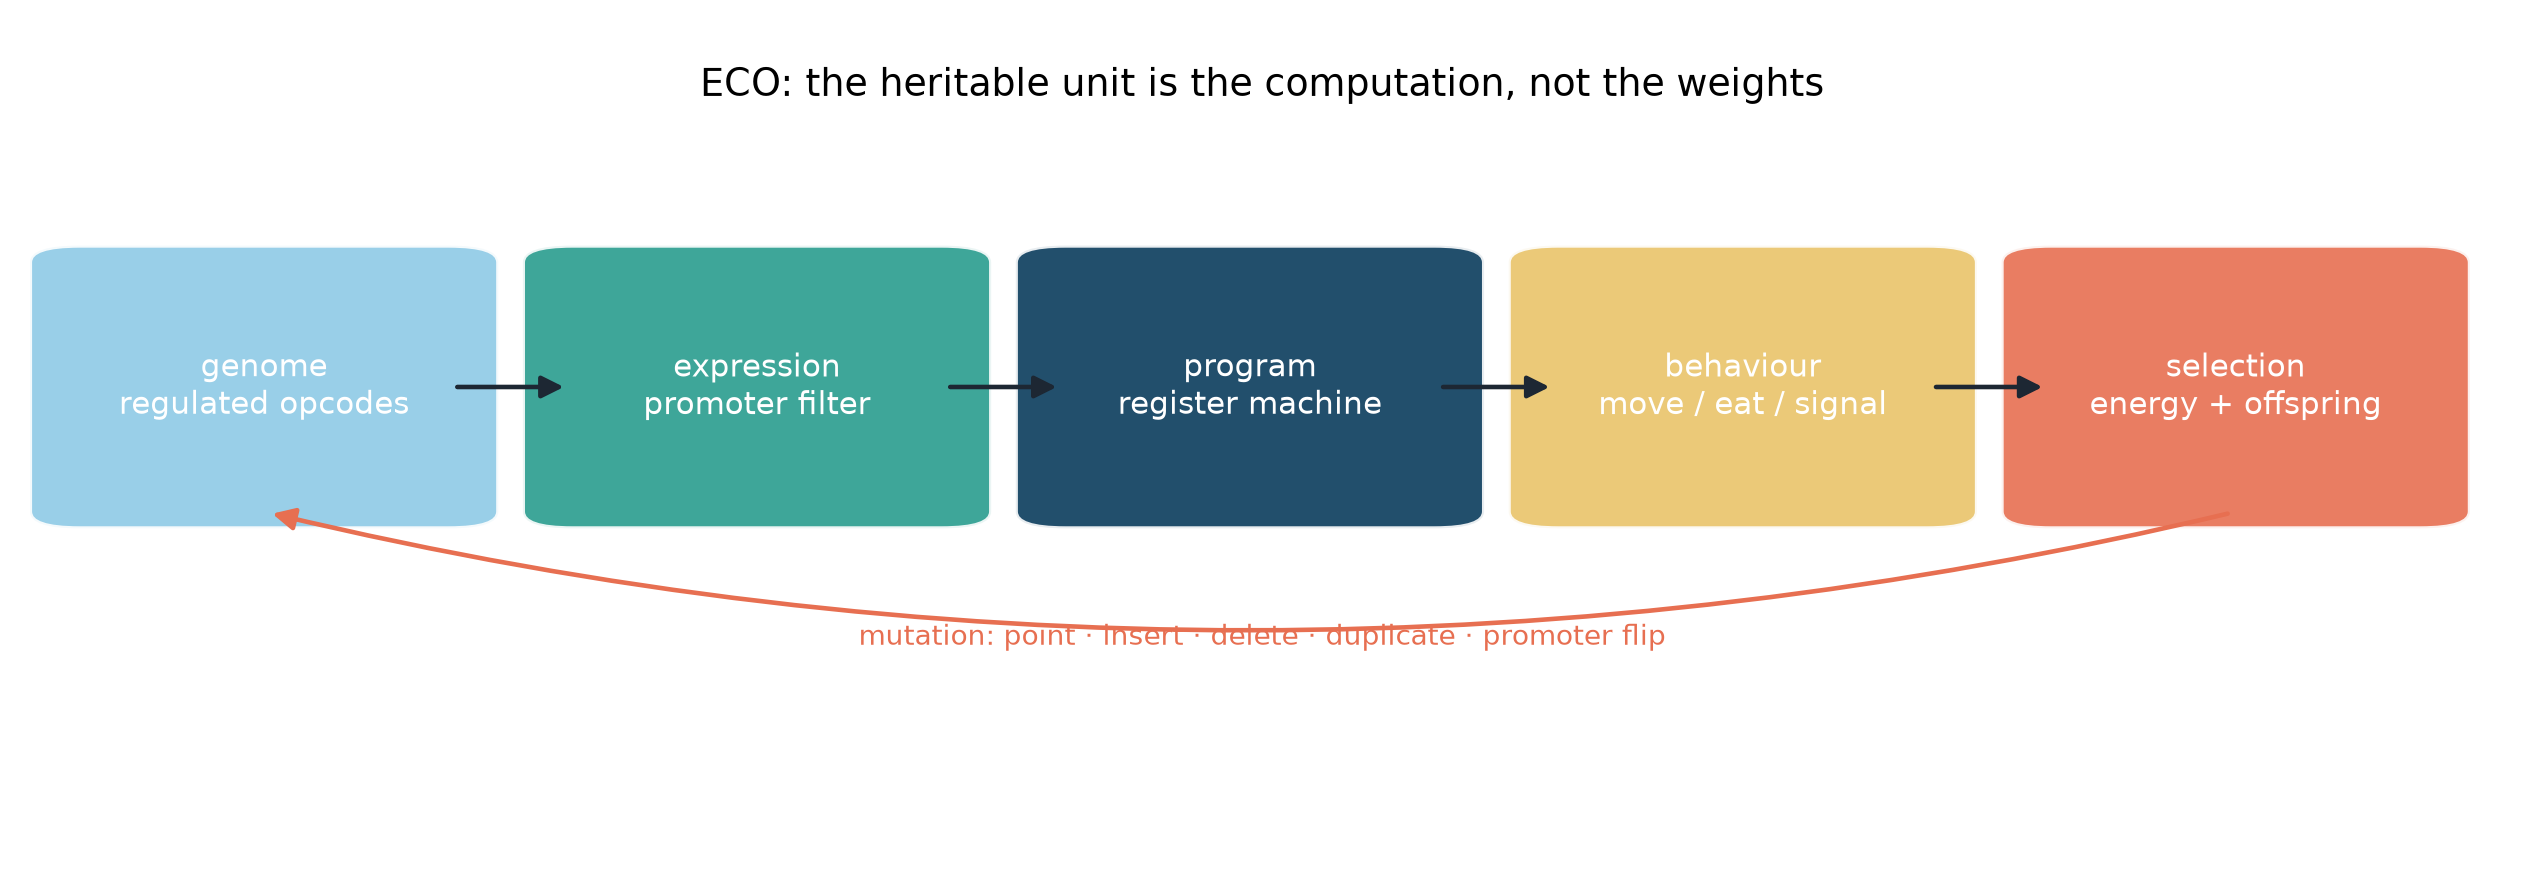 ECO: the heritable unit is the computation, not the weights
genome
regulated opcodes
expression
promoter filter
program
register machine
behaviour
move / eat / signal
selection
energy + offspring
mutation: point · insert · delete · duplicate · promoter flip